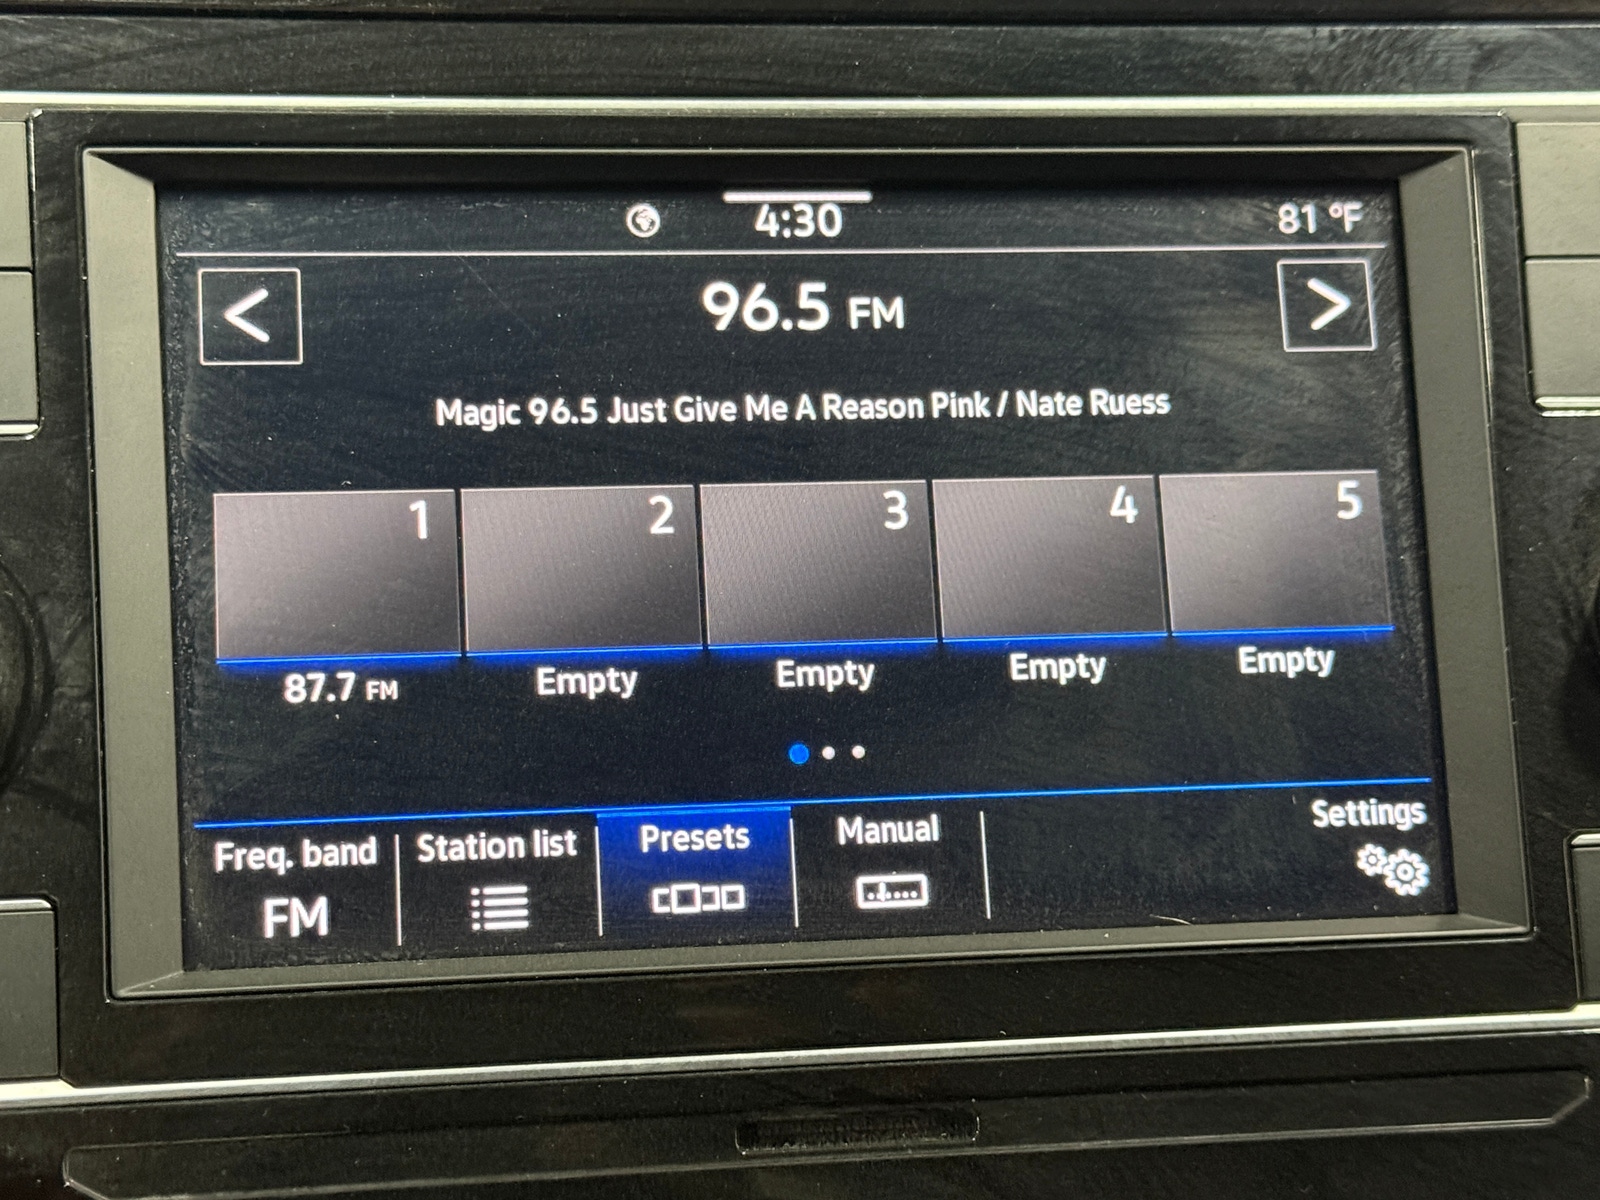 4:30
81 °F
<
96.5 FM
>
Magic 96.5 Just Give Me A Reason Pink / Nate Ruess
1
2
3
4
5
87.7 FM
Empty
Empty
Empty
Empty
Freq. band
FM
Station list
Presets
Manual
Settings